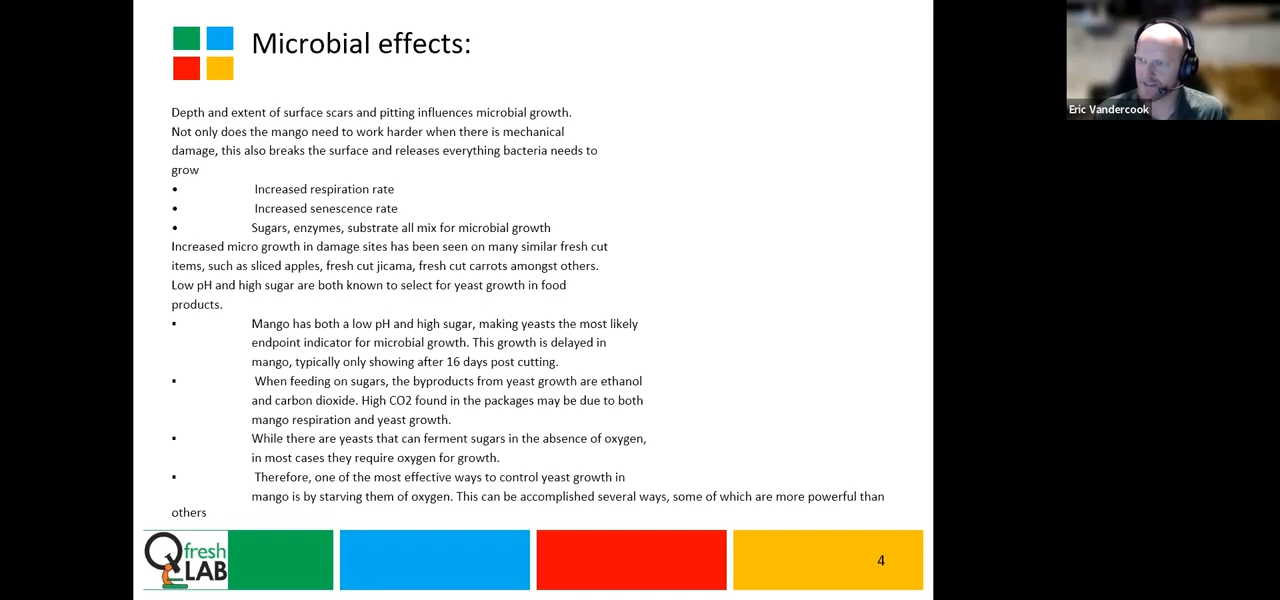 Microbial effects:
Eric Vandercook
Depth and extent of surface scars and pitting influences microbial growth.
Not only does the mango need to work harder when there is mechanical
damage, this also breaks the surface and releases everything bacteria needs to
grow
• Increased respiration rate
• Increased senescence rate
• Sugars, enzymes, substrate all mix for microbial growth
Increased micro growth in damage sites has been seen on many similar fresh cut
items, such as sliced apples, fresh cut jicama, fresh cut carrots amongst others.
Low pH and high sugar are both known to select for yeast growth in food
products.
▪ Mango has both a low pH and high sugar, making yeasts the most likely
endpoint indicator for microbial growth. This growth is delayed in
mango, typically only showing after 16 days post cutting.
▪ When feeding on sugars, the byproducts from yeast growth are ethanol
and carbon dioxide. High CO2 found in the packages may be due to both
mango respiration and yeast growth.
▪ While there are yeasts that can ferment sugars in the absence of oxygen,
in most cases they require oxygen for growth.
▪ Therefore, one of the most effective ways to control yeast growth in
mango is by starving them of oxygen. This can be accomplished several ways, some of which are more powerful than
others
Q fresh
LAB
4